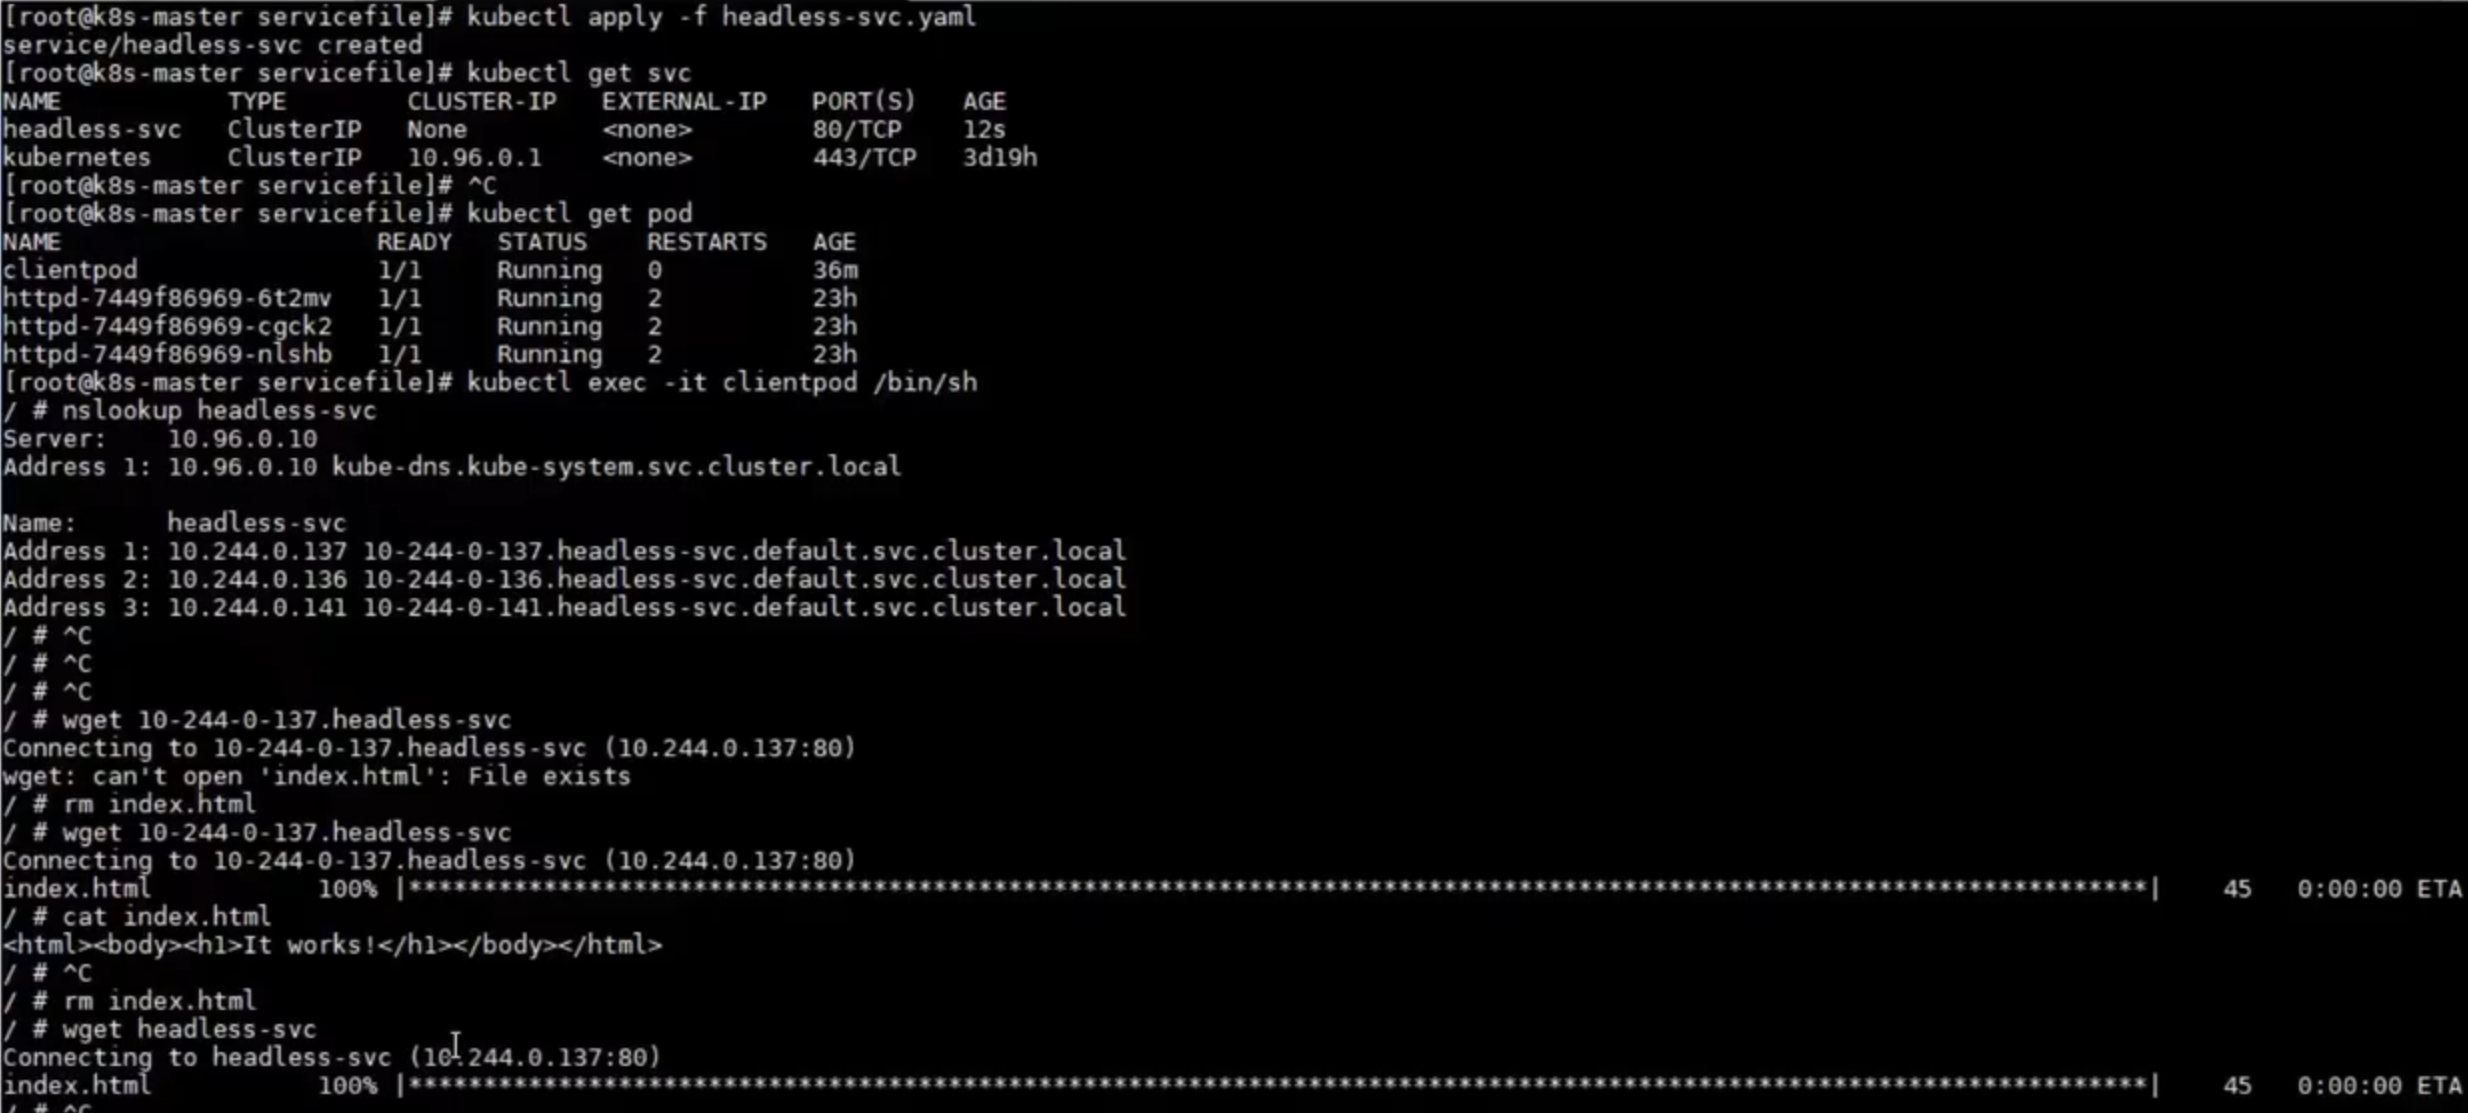 [root@k8s-master servicefile]# kubectl apply -f headless-svc.yaml
service/headless-svc created
[root@k8s-master servicefile]# kubectl get svc
NAME           TYPE        CLUSTER-IP   EXTERNAL-IP   PORT(S)   AGE
headless-svc   ClusterIP   None         <none>        80/TCP    12s
kubernetes     ClusterIP   10.96.0.1    <none>        443/TCP   3d19h
[root@k8s-master servicefile]# ^C
[root@k8s-master servicefile]# kubectl get pod
NAME                     READY   STATUS    RESTARTS   AGE
clientpod                1/1     Running   0          36m
httpd-7449f86969-6t2mv   1/1     Running   2          23h
httpd-7449f86969-cgck2   1/1     Running   2          23h
httpd-7449f86969-nlshb   1/1     Running   2          23h
[root@k8s-master servicefile]# kubectl exec -it clientpod /bin/sh
/ # nslookup headless-svc
Server:    10.96.0.10
Address 1: 10.96.0.10 kube-dns.kube-system.svc.cluster.local
Name:      headless-svc
Address 1: 10.244.0.137 10-244-0-137.headless-svc.default.svc.cluster.local
Address 2: 10.244.0.136 10-244-0-136.headless-svc.default.svc.cluster.local
Address 3: 10.244.0.141 10-244-0-141.headless-svc.default.svc.cluster.local
/ # ^C
/ # ^C
/ # ^C
/ # wget 10-244-0-137.headless-svc
Connecting to 10-244-0-137.headless-svc (10.244.0.137:80)
wget: can't open 'index.html': File exists
/ # rm index.html
/ # wget 10-244-0-137.headless-svc
Connecting to 10-244-0-137.headless-svc (10.244.0.137:80)
index.html           100% |********************************************************************************************************************|    45   0:00:00 ETA
/ # cat index.html
<html><body><h1>It works!</h1></body></html>
/ # ^C
/ # rm index.html
/ # wget headless-svc
Connecting to headless-svc (10.244.0.137:80)
index.html           100% |********************************************************************************************************************|    45   0:00:00 ETA
/ # ^C